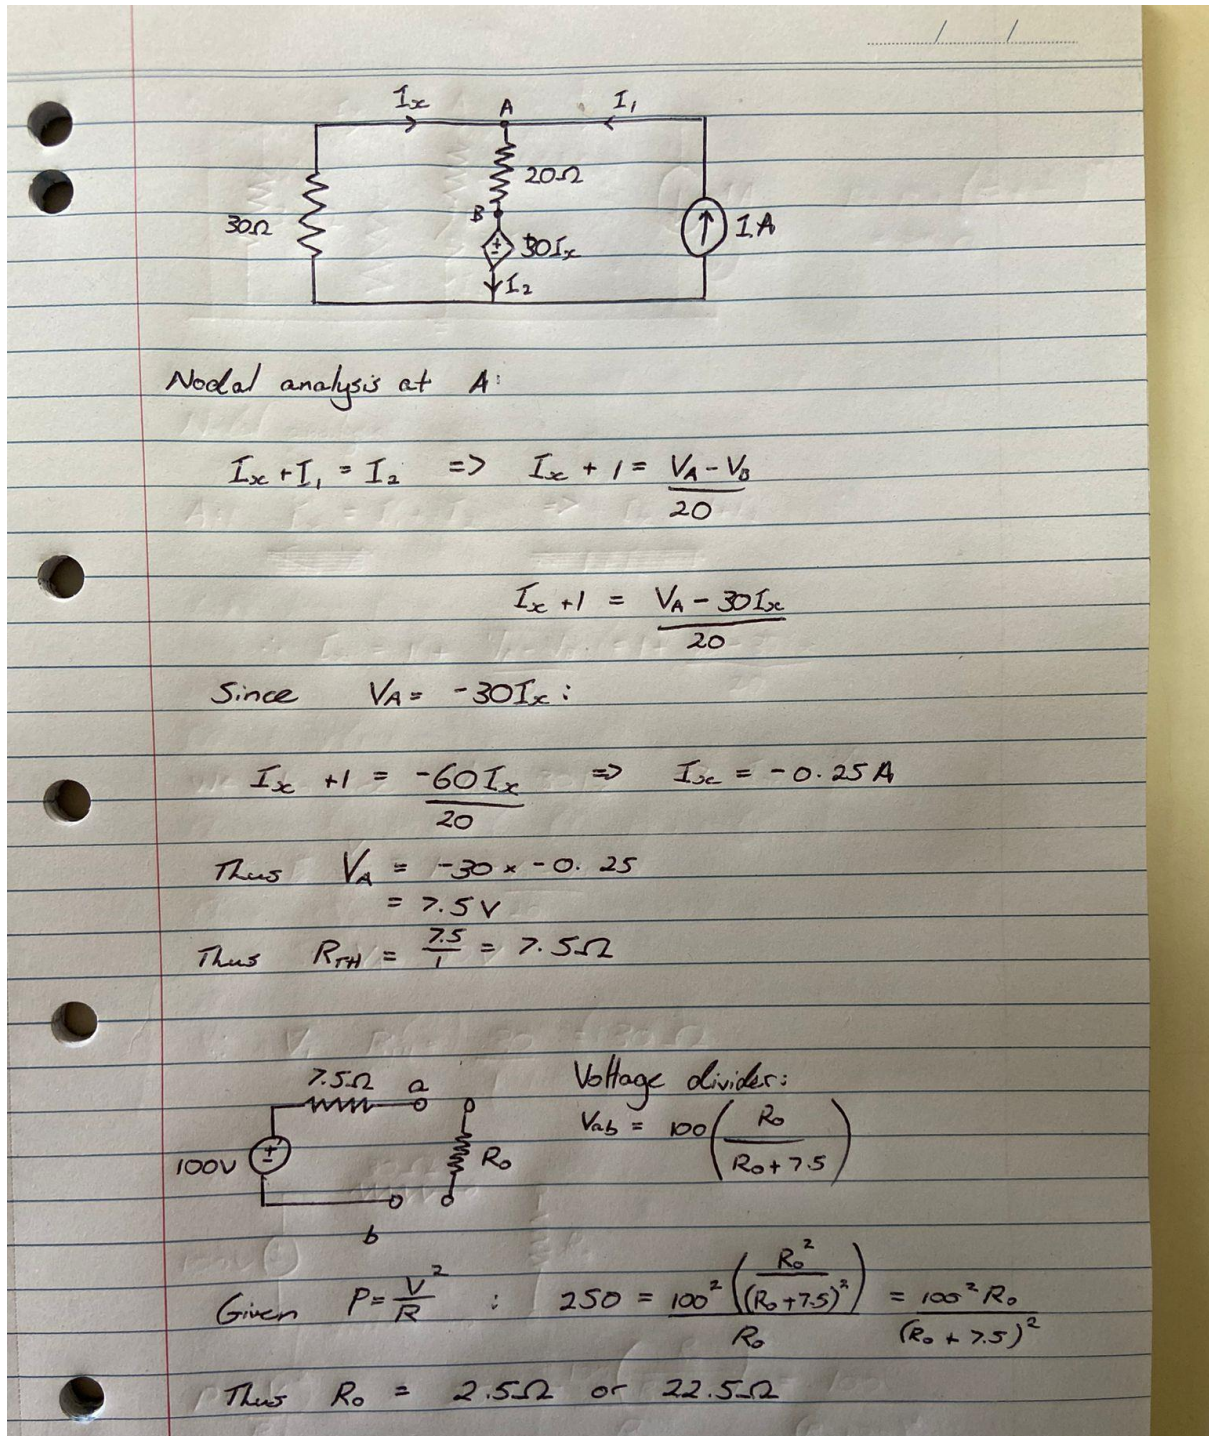 / /
Ix A I₁
20Ω
B
30Ω 30Ix 1A
I₂
Nodal analysis at A:
Ix + I₁ = I₂ => Ix + 1 = (VA - VB)/20
Ix + 1 = (VA - 30Ix)/20
Since VA = -30Ix:
Ix + 1 = -60Ix/20 => Ix = -0.25A
Thus VA = -30 x -0.25
= 7.5V
Thus RTH = 7.5/1 = 7.5Ω
7.5Ω a Voltage divider:
Vab = 100(Ro/(Ro+7.5))
100V Ro
b
Given P = V²/R : 250 = 100²(Ro²/(Ro+7.5)²)/Ro = 100²Ro/(Ro+7.5)²
Thus Ro = 2.5Ω or 22.5Ω